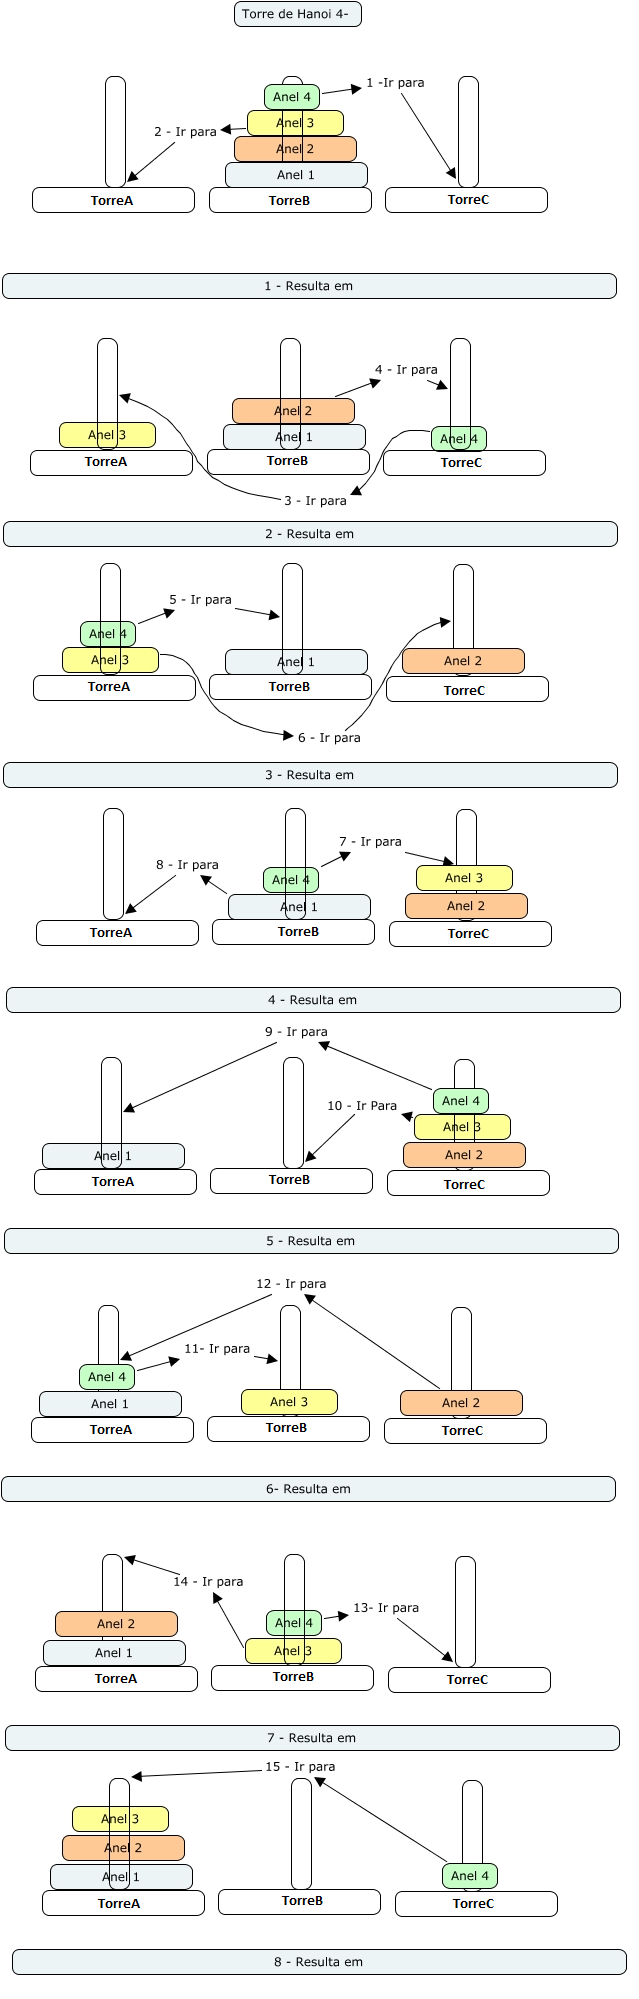 Torre de Hanoi 4-
1 -Ir para
Anel 4
Anel 3
2 - Ir para
Anel 2
Anel 1
TorreA
TorreB
TorreC
1 - Resulta em
4 - Ir para
Anel 2
Anel 3
Anel 1
Anel 4
TorreA
TorreB
TorreC
3 - Ir para
2 - Resulta em
5 - Ir para
Anel 4
Anel 3
Anel 1
Anel 2
TorreA
TorreB
TorreC
6 - Ir para
3 - Resulta em
7 - Ir para
8 - Ir para
Anel 4
Anel 3
Anel 1
Anel 2
TorreA
TorreB
TorreC
4 - Resulta em
9 - Ir para
Anel 4
10 - Ir Para
Anel 3
Anel 1
Anel 2
TorreA
TorreB
TorreC
5 - Resulta em
12 - Ir para
11- Ir para
Anel 4
Anel 1
Anel 3
Anel 2
TorreA
TorreB
TorreC
6- Resulta em
14 - Ir para
13- Ir para
Anel 2
Anel 4
Anel 1
Anel 3
TorreA
TorreB
TorreC
7 - Resulta em
15 - Ir para
Anel 3
Anel 2
Anel 1
Anel 4
TorreA
TorreB
TorreC
8 - Resulta em